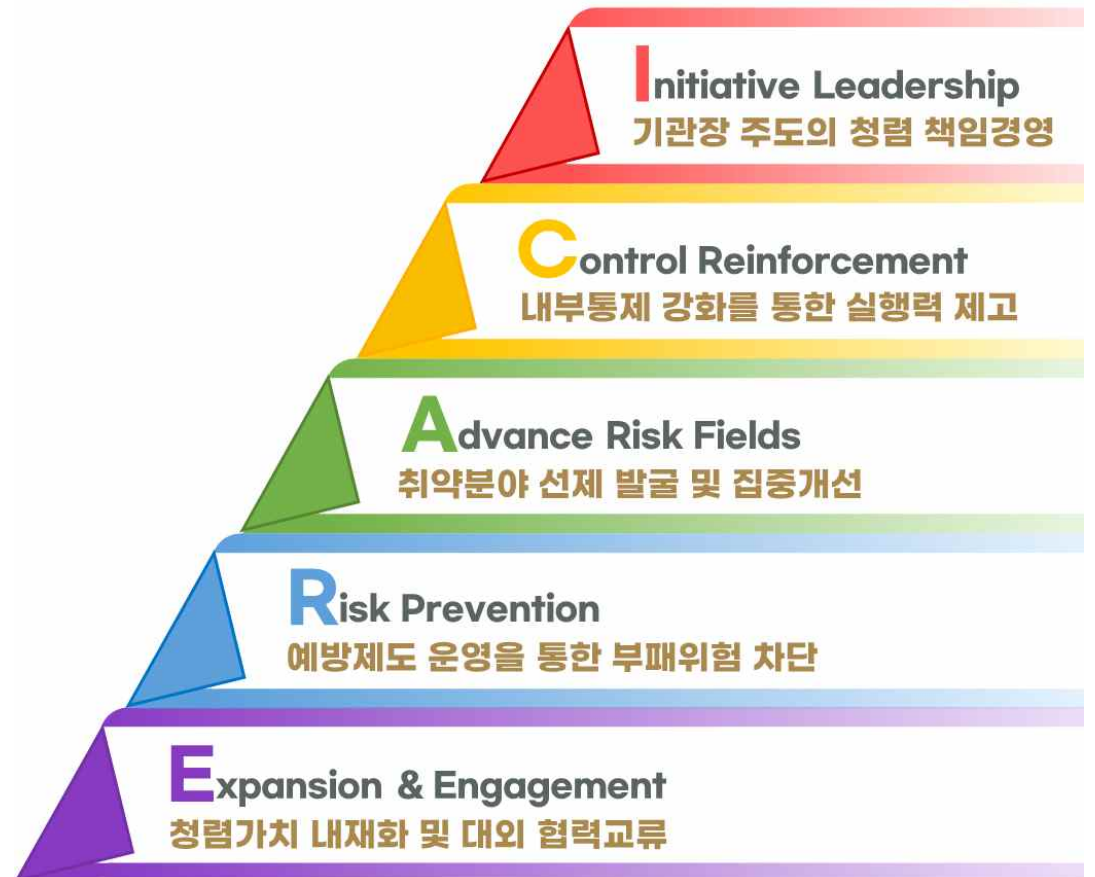 Initiative Leadership
기관장 주도의 청렴 책임경영
Control Reinforcement
내부통제 강화를 통한 실행력 제고
Advance Risk Fields
취약분야 선제 발굴 및 집중개선
Risk Prevention
예방제도 운영을 통한 부패위험 차단
Expansion & Engagement
청렴가치 내재화 및 대외 협력교류